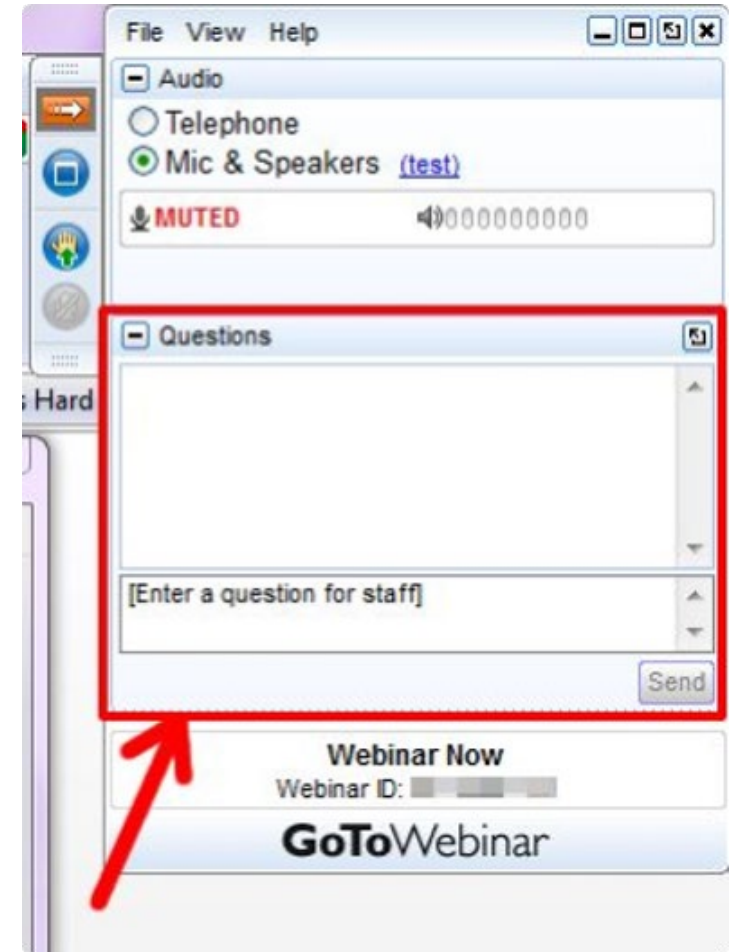 File View Help
Audio
Telephone
Mic & Speakers (test)
MUTED 000000000
Questions
s Hard
[Enter a question for staff]
Send
Webinar Now
Webinar ID:
GoToWebinar